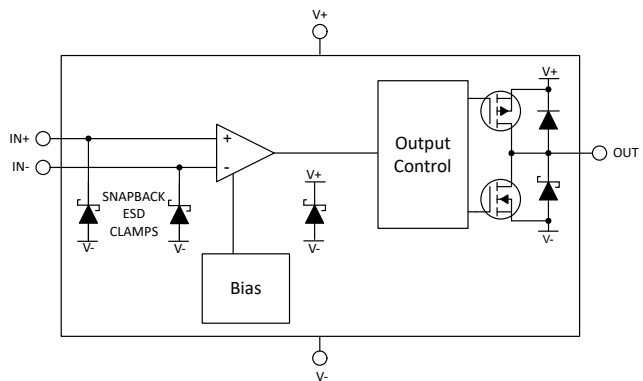 V+
V+
IN+
+
Output
Control
OUT
IN-
-
V+
SNAPBACK
ESD
CLAMPS
V-
V-
V-
V-
Bias
V-